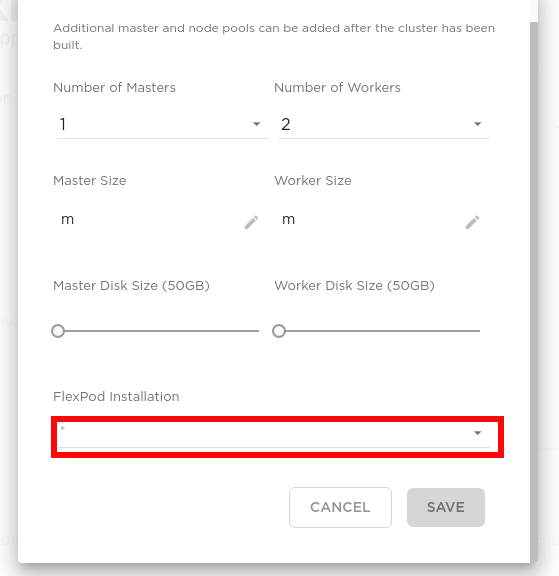 Additional master and node pools can be added after the cluster has been
built.
Number of Masters Number of Workers
1 2
Master Size Worker Size
m m
Master Disk Size (50GB) Worker Disk Size (50GB)
FlexPod Installation
*
CANCEL SAVE